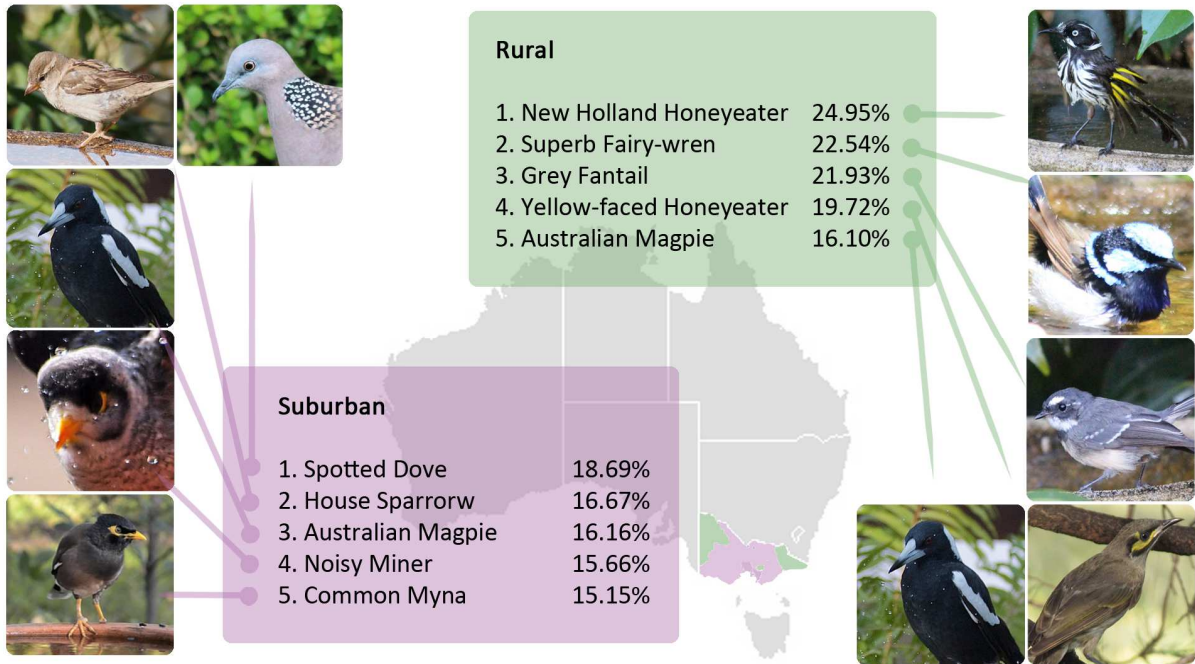 Rural
1. New Holland Honeyeater 24.95%
2. Superb Fairy-wren 22.54%
3. Grey Fantail 21.93%
4. Yellow-faced Honeyeater 19.72%
5. Australian Magpie 16.10%
Suburban
1. Spotted Dove 18.69%
2. House Sparrorw 16.67%
3. Australian Magpie 16.16%
4. Noisy Miner 15.66%
5. Common Myna 15.15%